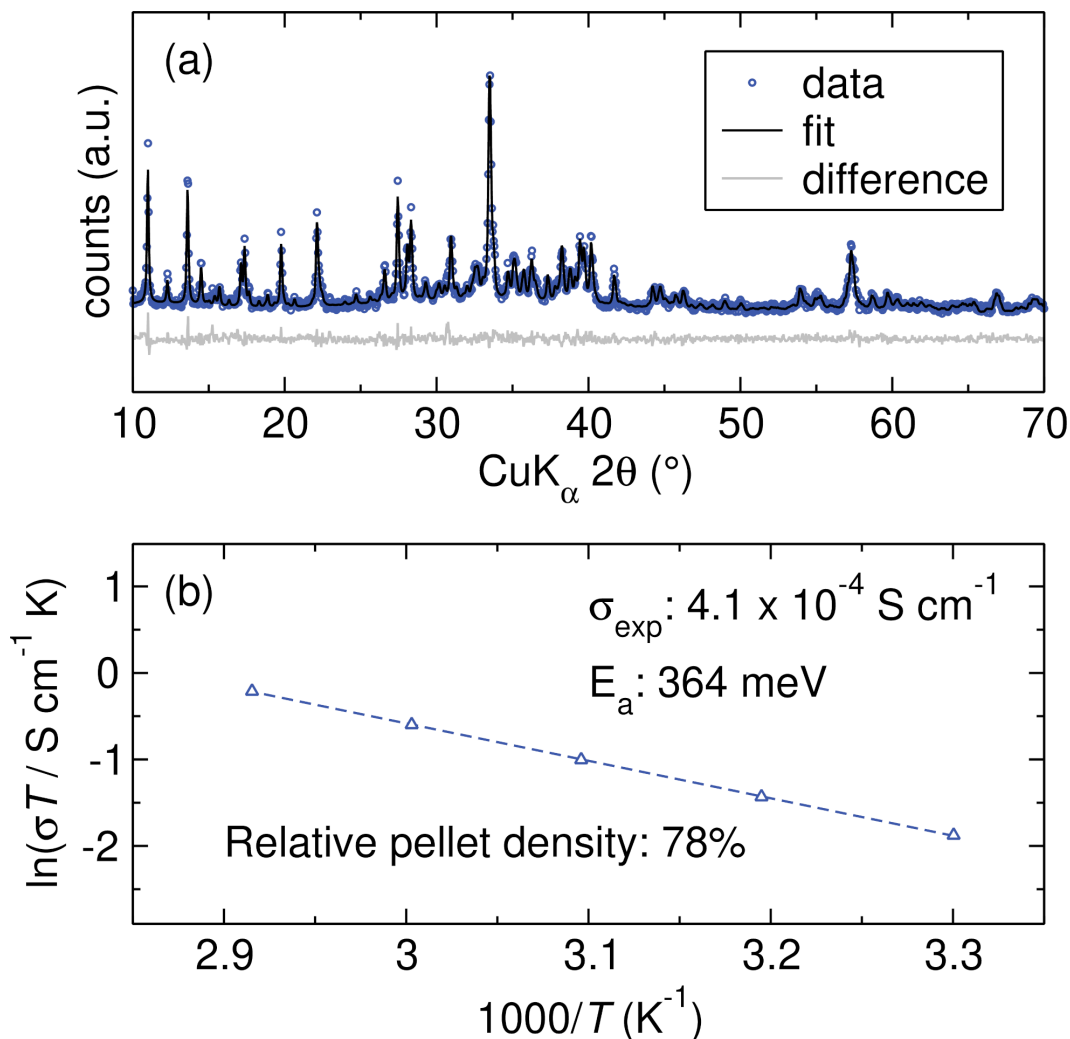 (a)
data
fit
difference
counts (a.u.)
10 20 30 40 50 60 70
CuKα 2θ (°)
(b)
σexp: 4.1 x 10-4 S cm-1
Ea: 364 meV
Relative pellet density: 78%
1
0
-1
-2
ln(σT / S cm-1 K)
2.9 3 3.1 3.2 3.3
1000/T (K-1)